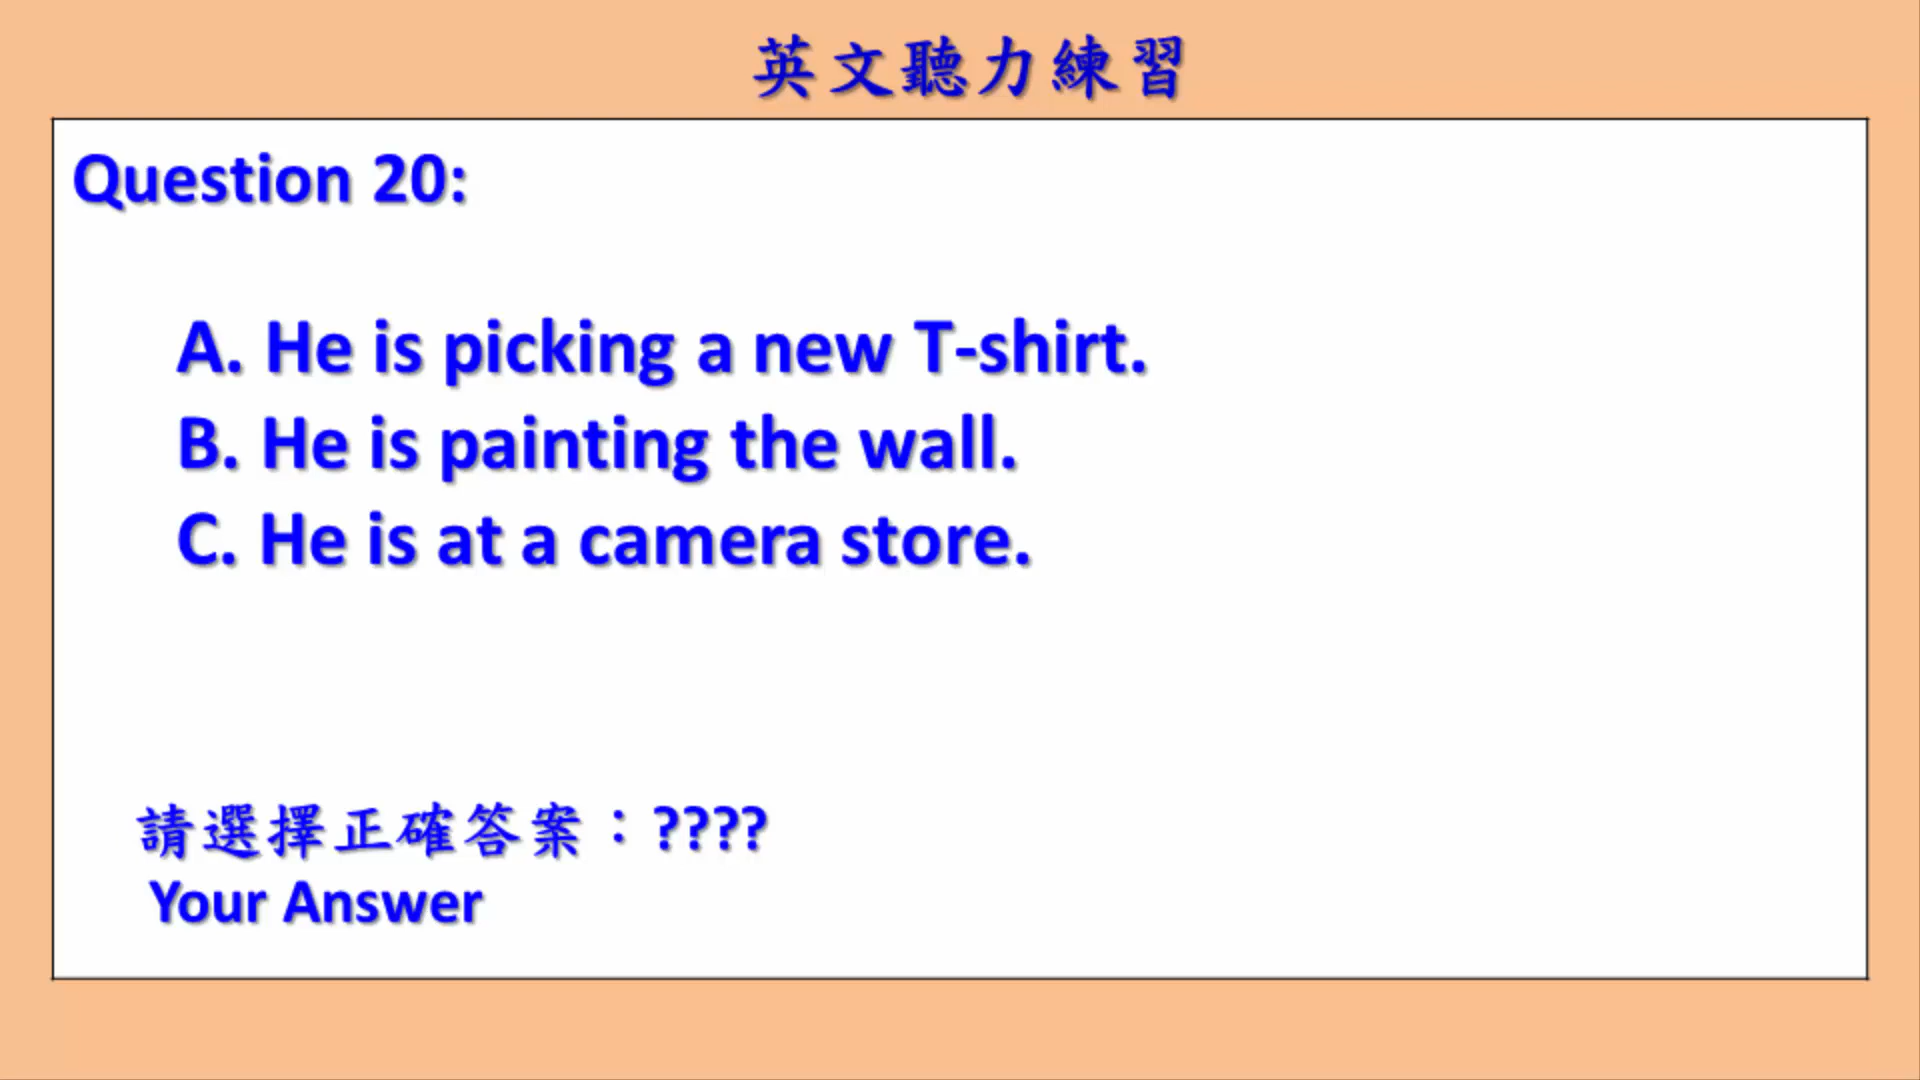 英文聽力練習
Question 20:
A. He is picking a new T-shirt.
B. He is painting the wall.
C. He is at a camera store.
請選擇正確答案：????
Your Answer